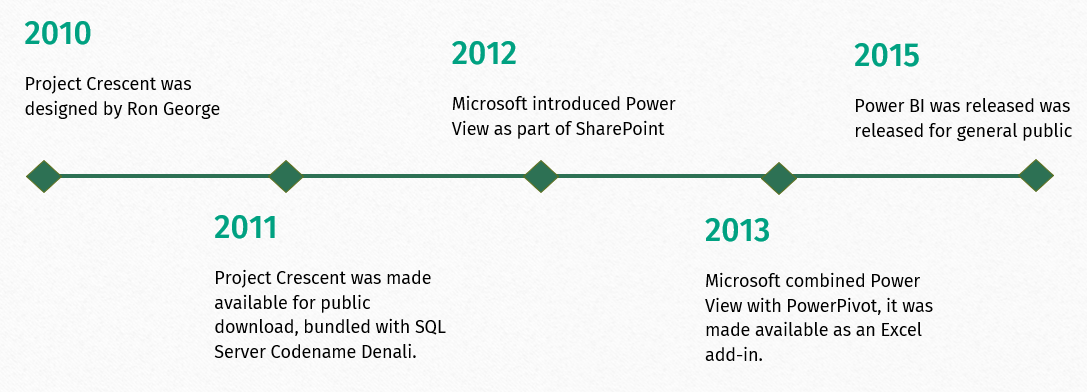 2010
Project Crescent was
designed by Ron George
2011
Project Crescent was made
available for public
download, bundled with SQL
Server Codename Denali.
2012
Microsoft introduced Power
View as part of SharePoint
2013
Microsoft combined Power
View with PowerPivot, it was
made available as an Excel
add-in.
2015
Power BI was released was
released for general public